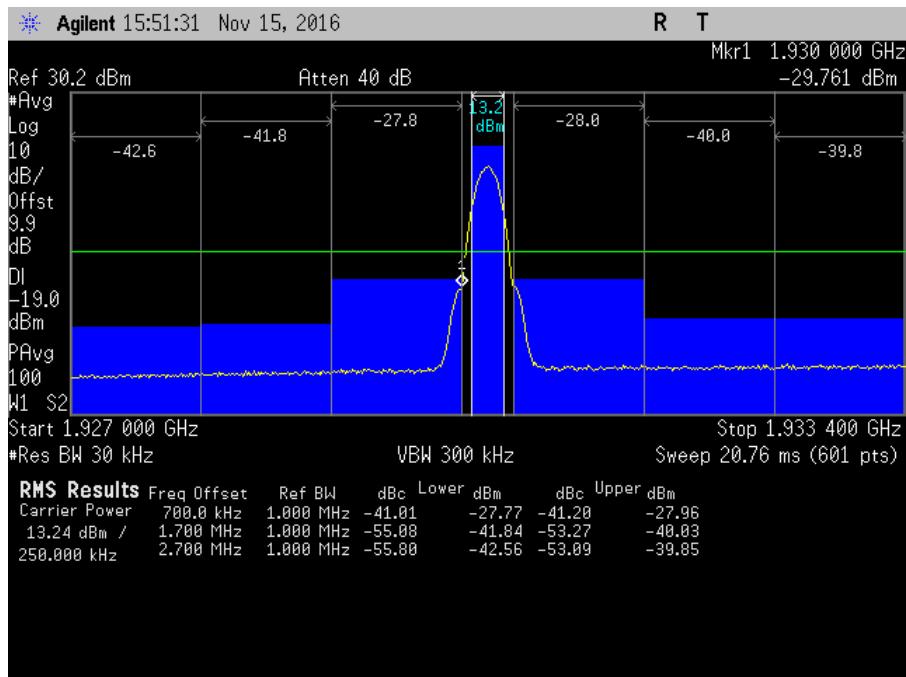 Agilent 15:51:31 Nov 15, 2016 R T
Mkr1 1.930 000 GHz
Ref 30.2 dBm Atten 40 dB -29.761 dBm
#Avg
Log
10
dB/
Offst
9.9
dB
DI
-19.0
dBm
PAvg
100
W1 S2
-42.6 -41.8 -27.8 13.2 dBm -28.0 -40.0 -39.8
1
Start 1.927 000 GHz Stop 1.933 400 GHz
#Res BW 30 kHz VBW 300 kHz Sweep 20.76 ms (601 pts)
RMS Results Freq Offset Ref BW dBc Lower dBm dBc Upper dBm
Carrier Power 700.0 kHz 1.000 MHz -41.01 -27.77 -41.20 -27.96
13.24 dBm / 1.700 MHz 1.000 MHz -55.08 -41.84 -53.27 -40.03
250.000 kHz 2.700 MHz 1.000 MHz -55.80 -42.56 -53.09 -39.85